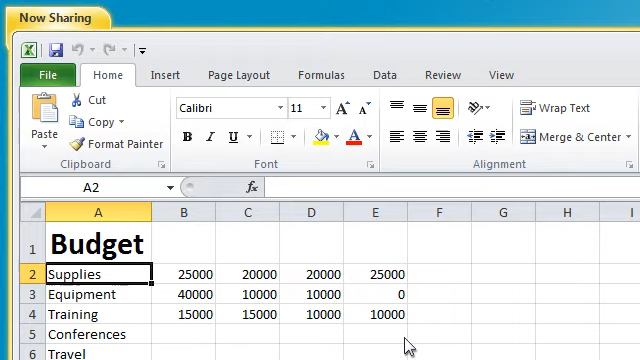 Now Sharing
File Home Insert Page Layout Formulas Data Review View
Cut
Copy
Format Painter
Paste
Clipboard
Calibri 11 A A
B I U A
Font
Wrap Text
Merge & Center
Alignment
A2 fx
A B C D E F G H I
1 Budget
2 Supplies 25000 20000 20000 25000
3 Equipment 40000 10000 10000 0
4 Training 15000 15000 10000 10000
5 Conferences
6 Travel